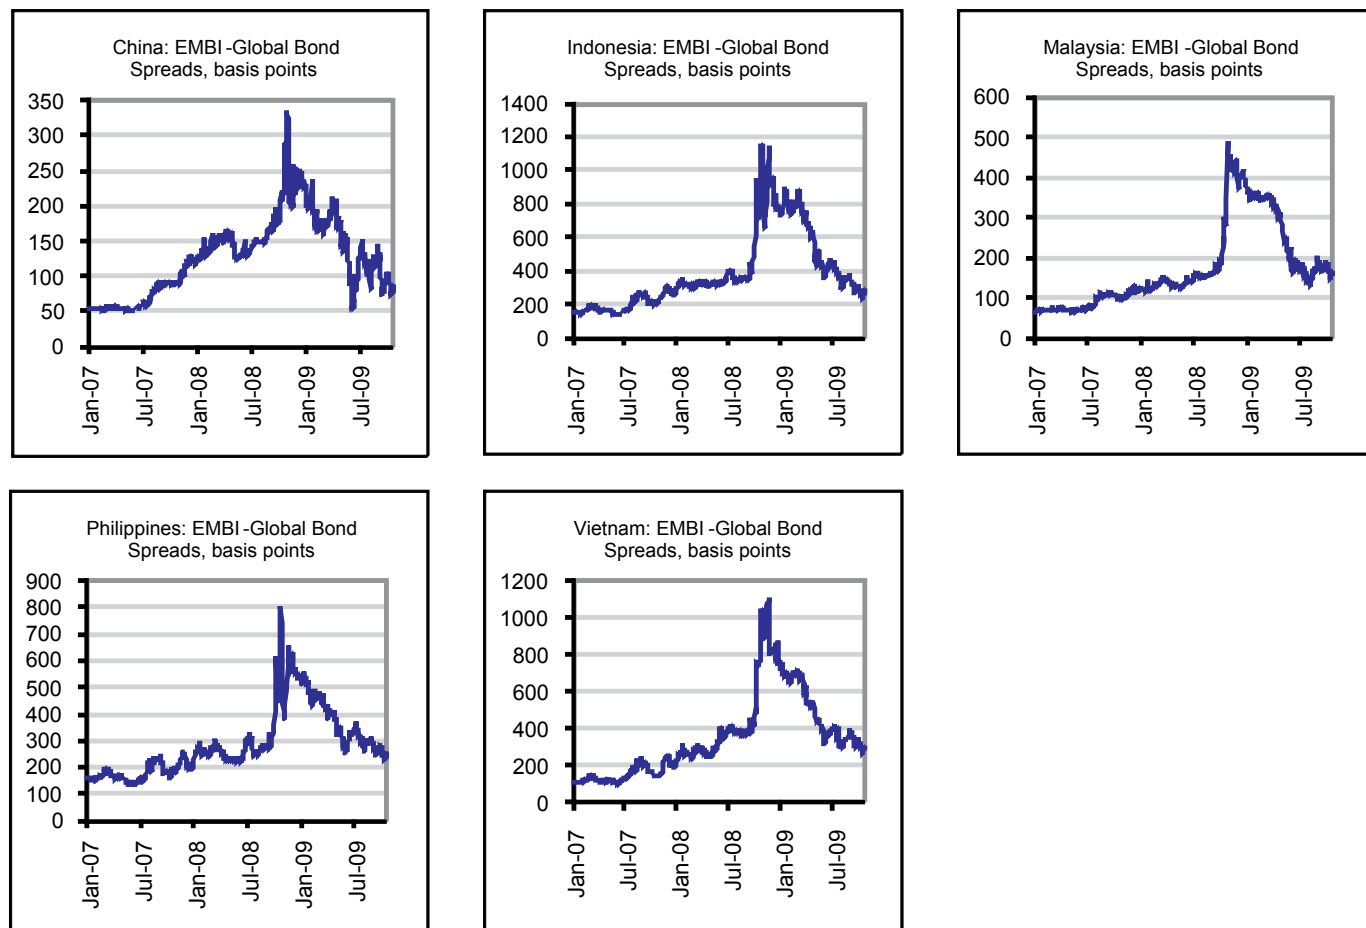 China: EMBI -Global Bond
Spreads, basis points
350
300
250
200
150
100
50
0
Jan-07
Jul-07
Jan-08
Jul-08
Jan-09
Jul-09
Indonesia: EMBI -Global Bond
Spreads, basis points
1400
1200
1000
800
600
400
200
0
Jan-07
Jul-07
Jan-08
Jul-08
Jan-09
Jul-09
Malaysia: EMBI -Global Bond
Spreads, basis points
600
500
400
300
200
100
0
Jan-07
Jul-07
Jan-08
Jul-08
Jan-09
Jul-09
Philippines: EMBI -Global Bond
Spreads, basis points
900
800
700
600
500
400
300
200
100
0
Jan-07
Jul-07
Jan-08
Jul-08
Jan-09
Jul-09
Vietnam: EMBI -Global Bond
Spreads, basis points
1200
1000
800
600
400
200
0
Jan-07
Jul-07
Jan-08
Jul-08
Jan-09
Jul-09